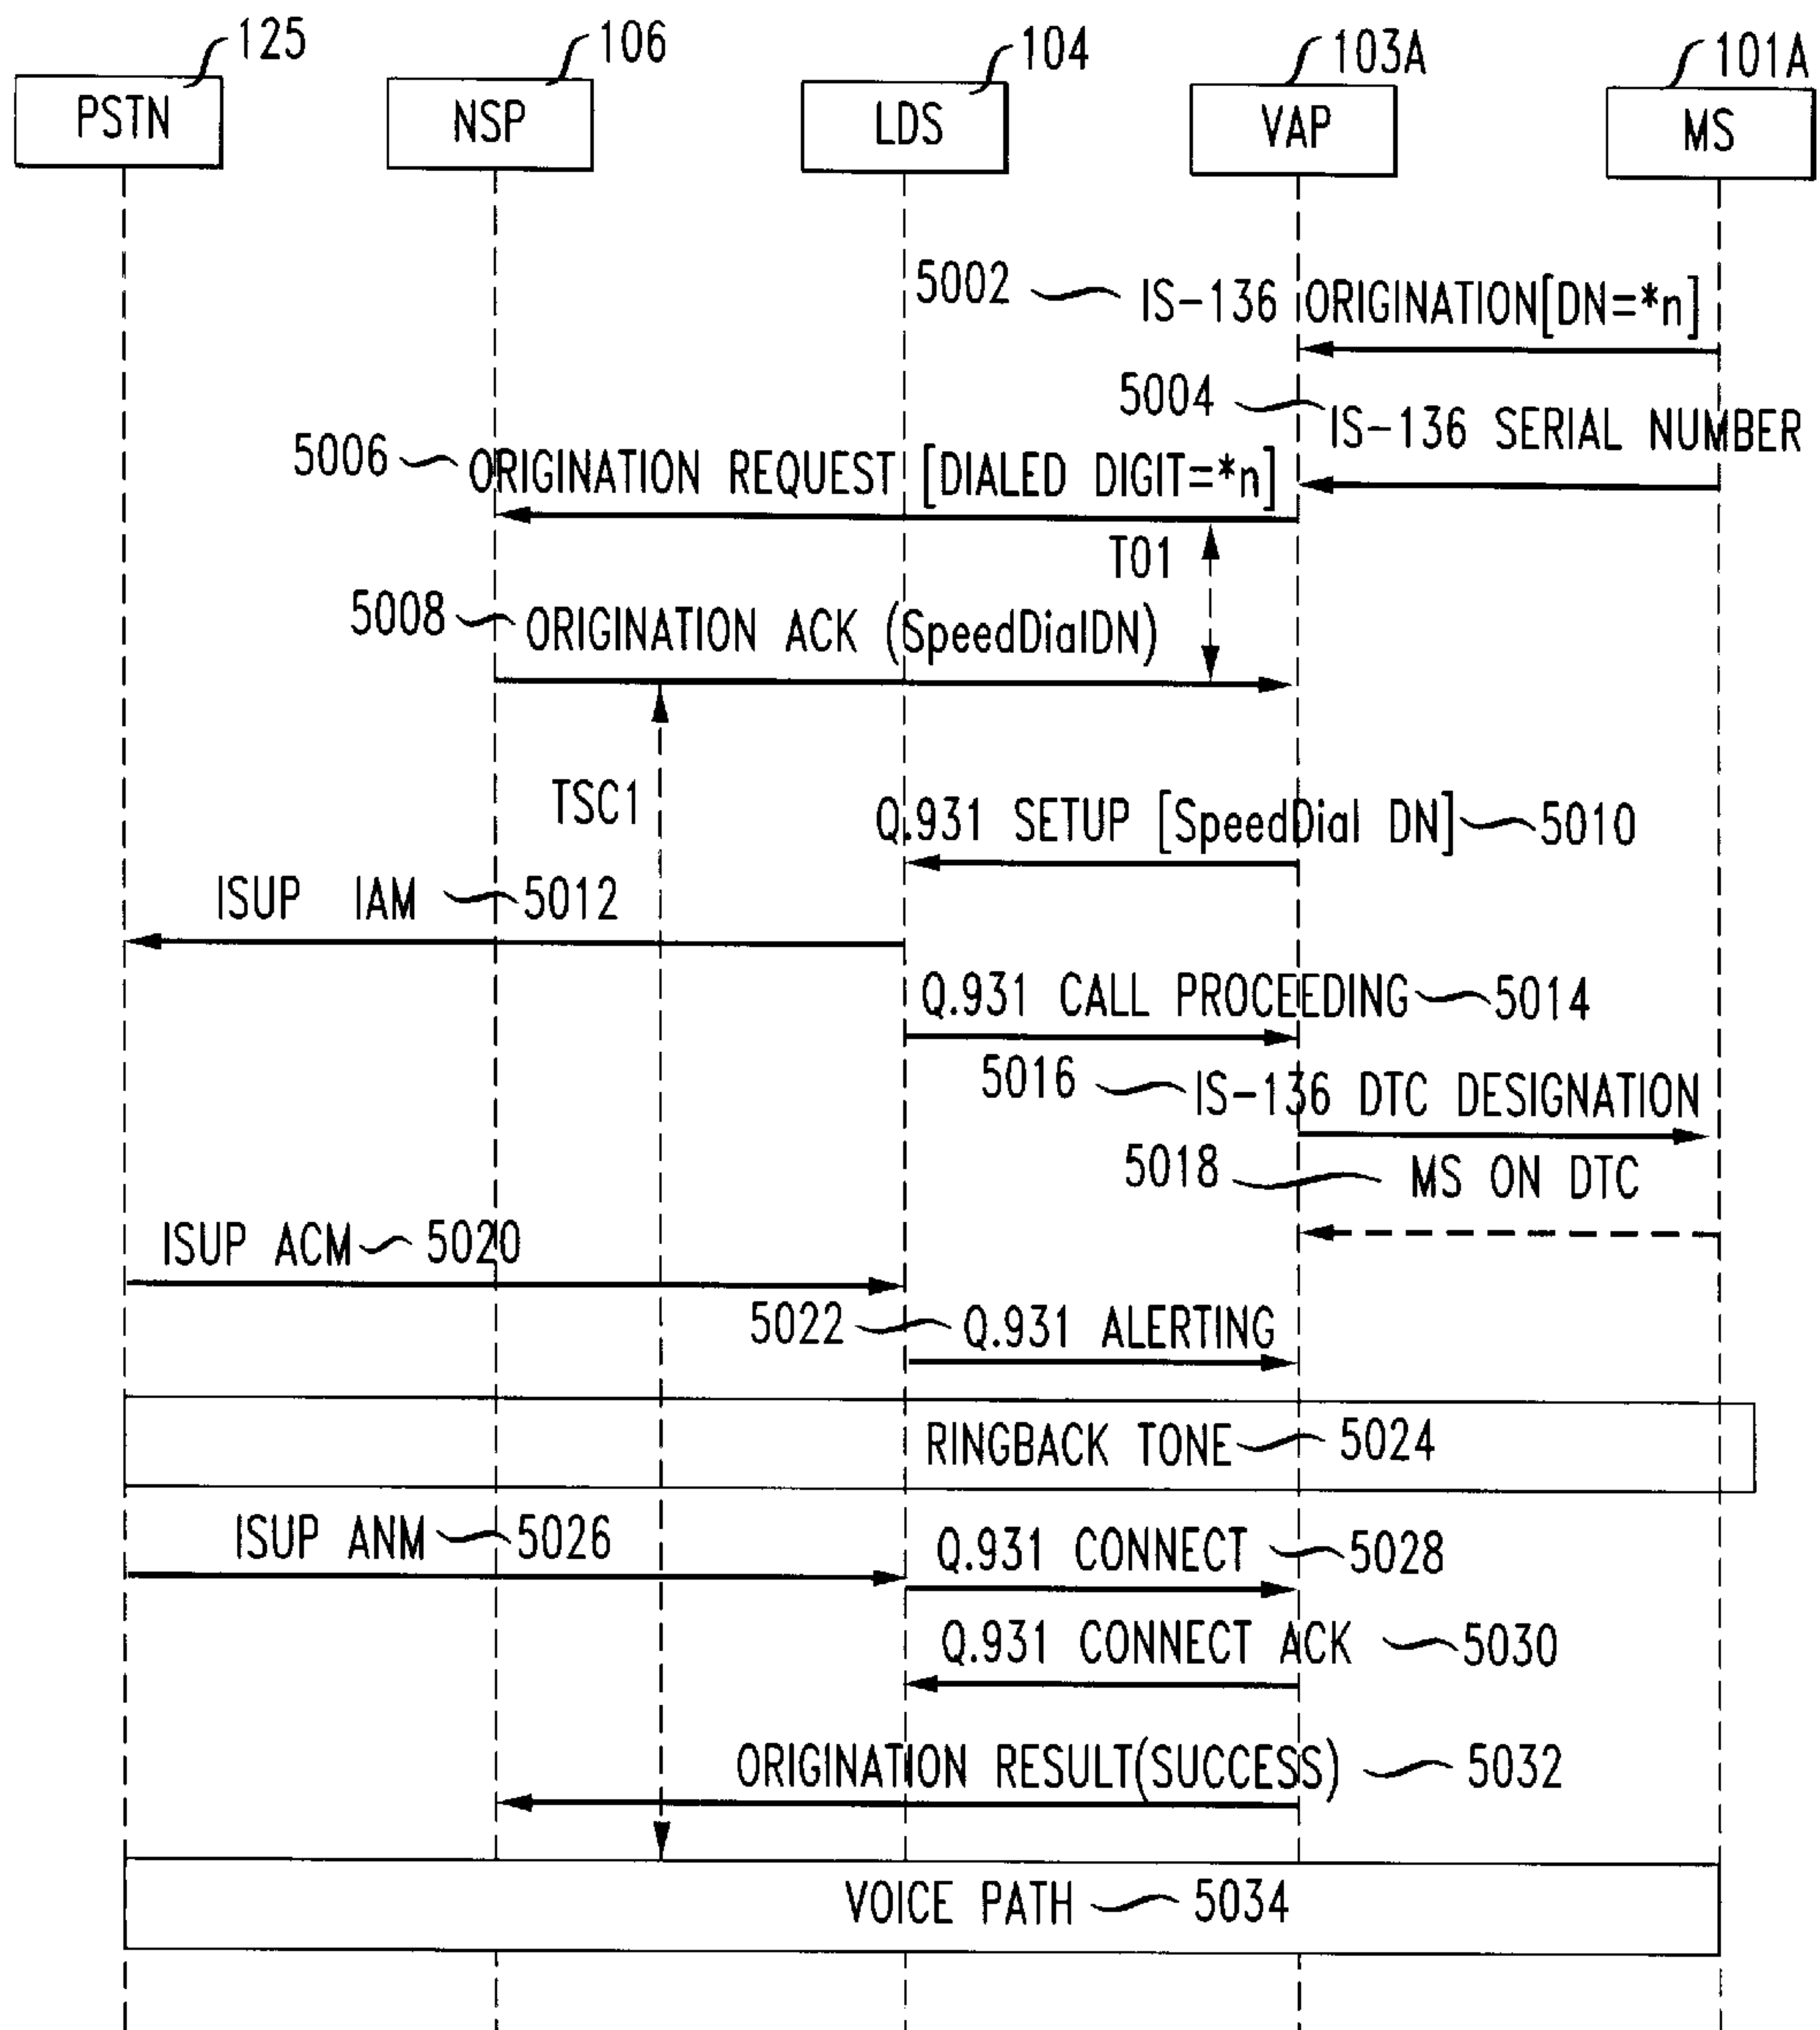 125
106
104
103A
101A
PSTN
NSP
LDS
VAP
MS
5002 IS-136 ORIGINATION[DN=*n]
5004 IS-136 SERIAL NUMBER
5006 ORIGINATION REQUEST [DIALED DIGIT=*n]
T01
5008 ORIGINATION ACK (SpeedDialDN)
TSC1
Q.931 SETUP [SpeedDial DN] 5010
ISUP IAM 5012
Q.931 CALL PROCEEDING 5014
5016 IS-136 DTC DESIGNATION
5018 MS ON DTC
ISUP ACM 5020
5022 Q.931 ALERTING
RINGBACK TONE 5024
ISUP ANM 5026
Q.931 CONNECT 5028
Q.931 CONNECT ACK 5030
ORIGINATION RESULT(SUCCESS) 5032
VOICE PATH 5034